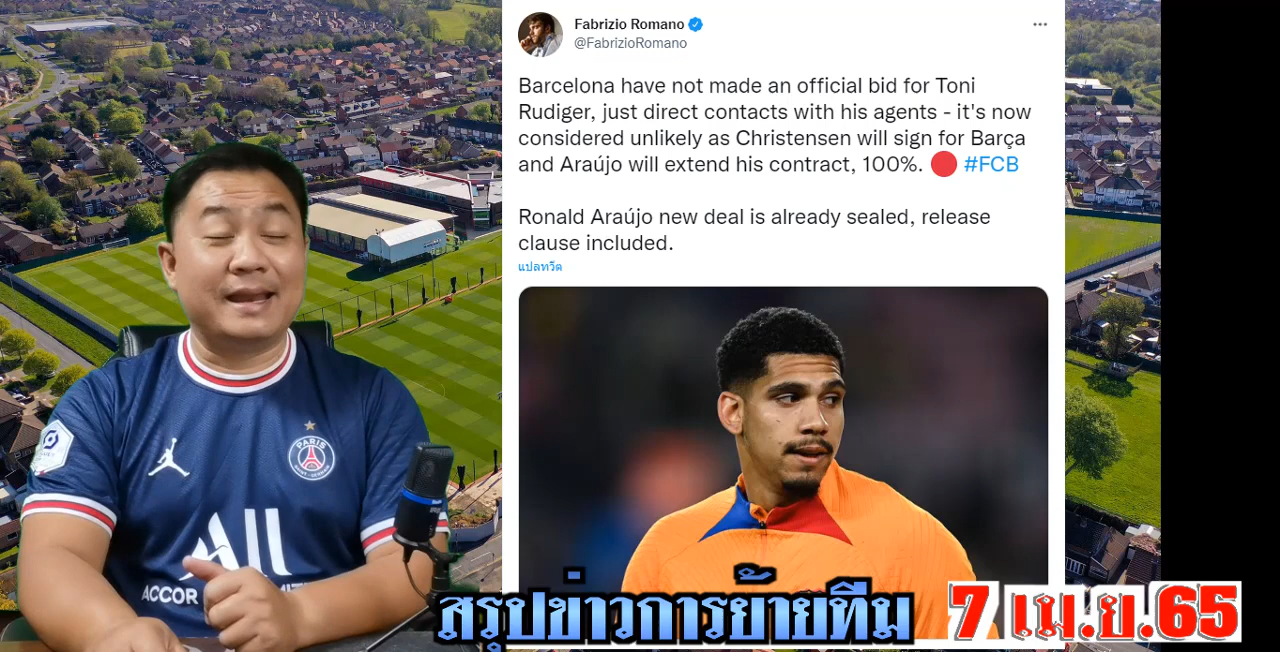 Fabrizio Romano
@FabrizioRomano
Barcelona have not made an official bid for Toni
Rudiger, just direct contacts with his agents - it's now
considered unlikely as Christensen will sign for Barça
and Araújo will extend his contract, 100%. 🔴 #FCB
Ronald Araújo new deal is already sealed, release
clause included.
แปลทวีต
PARIS
ALL
ACCOR
สรุปข่าวการย้ายทีม 7 เม.ย.65